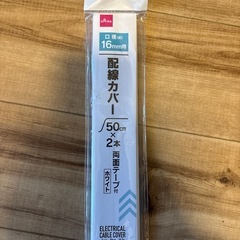 口径(約)
16mm用
配線カバー
50cm
×
2本
両面テープ付
ホワイト
ELECTRICAL
CABLE COVER